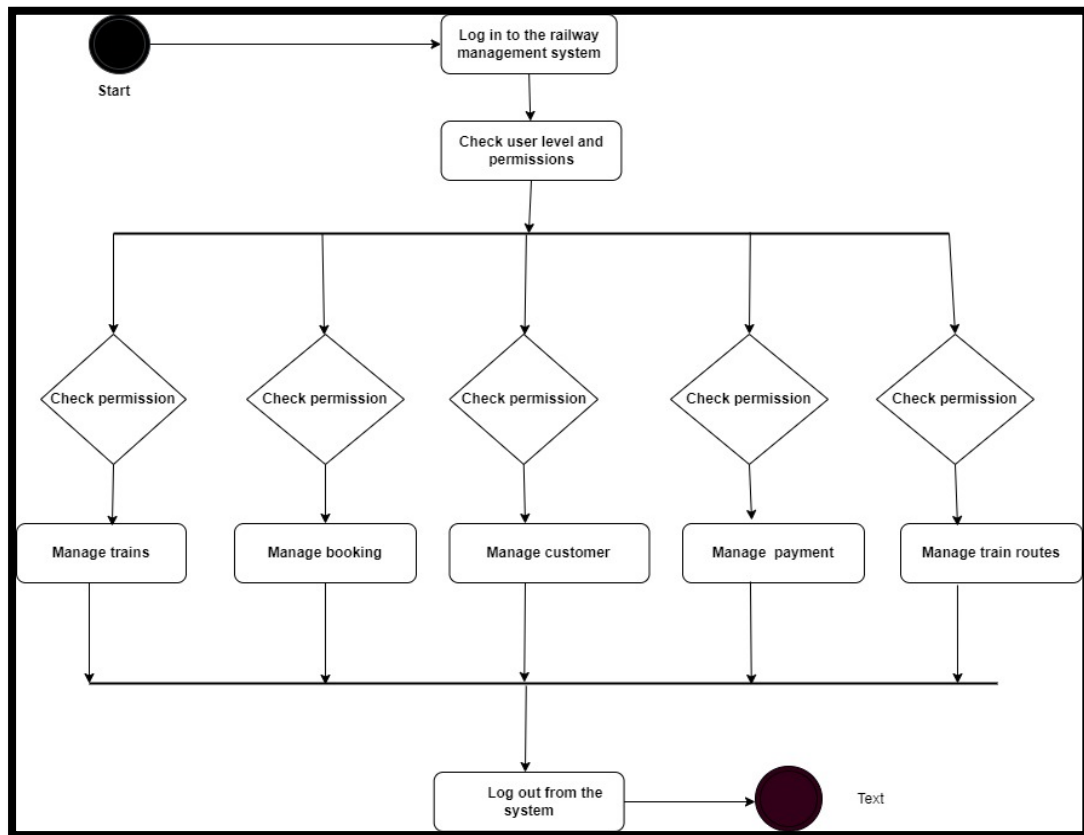 Log in to the railway
management system
Start
Check user level and
permissions
Check permission
Check permission
Check permission
Check permission
Check permission
Manage trains
Manage booking
Manage customer
Manage  payment
Manage train routes
Log out from the
system
Text